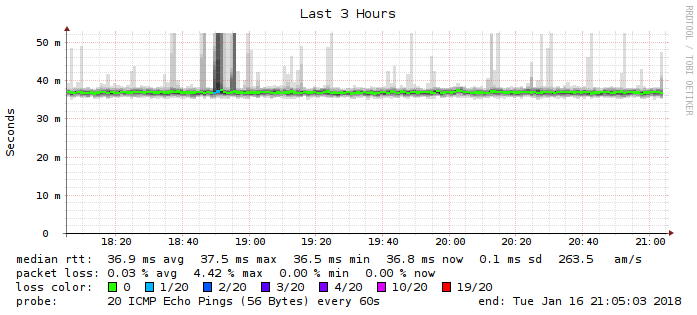 Last 3 Hours
RRDTOOL / TOBI OETIKER
Seconds
50 m
40 m
30 m
20 m
10 m
0
18:20 18:40 19:00 19:20 19:40 20:00 20:20 20:40 21:00
median rtt: 36.9 ms avg 37.5 ms max 36.5 ms min 36.8 ms now 0.1 ms sd 263.5 am/s
packet loss: 0.03 % avg 4.42 % max 0.00 % min 0.00 % now
loss color: 0 1/20 2/20 3/20 4/20 10/20 19/20
probe: 20 ICMP Echo Pings (56 Bytes) every 60s end: Tue Jan 16 21:05:03 2018